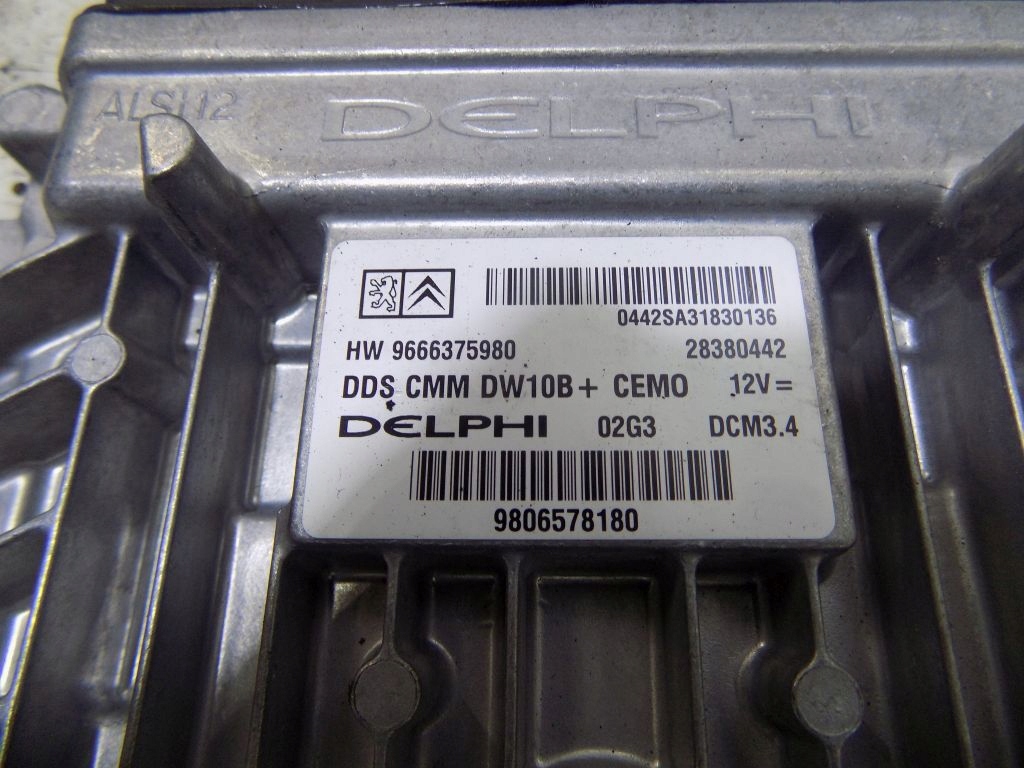 ALSi12
DELPHI
0442SA31830136
HW 9666375980 28380442
DDS CMM DW10B+ CEMO 12V=
DELPHI 02G3 DCM3.4
9806578180